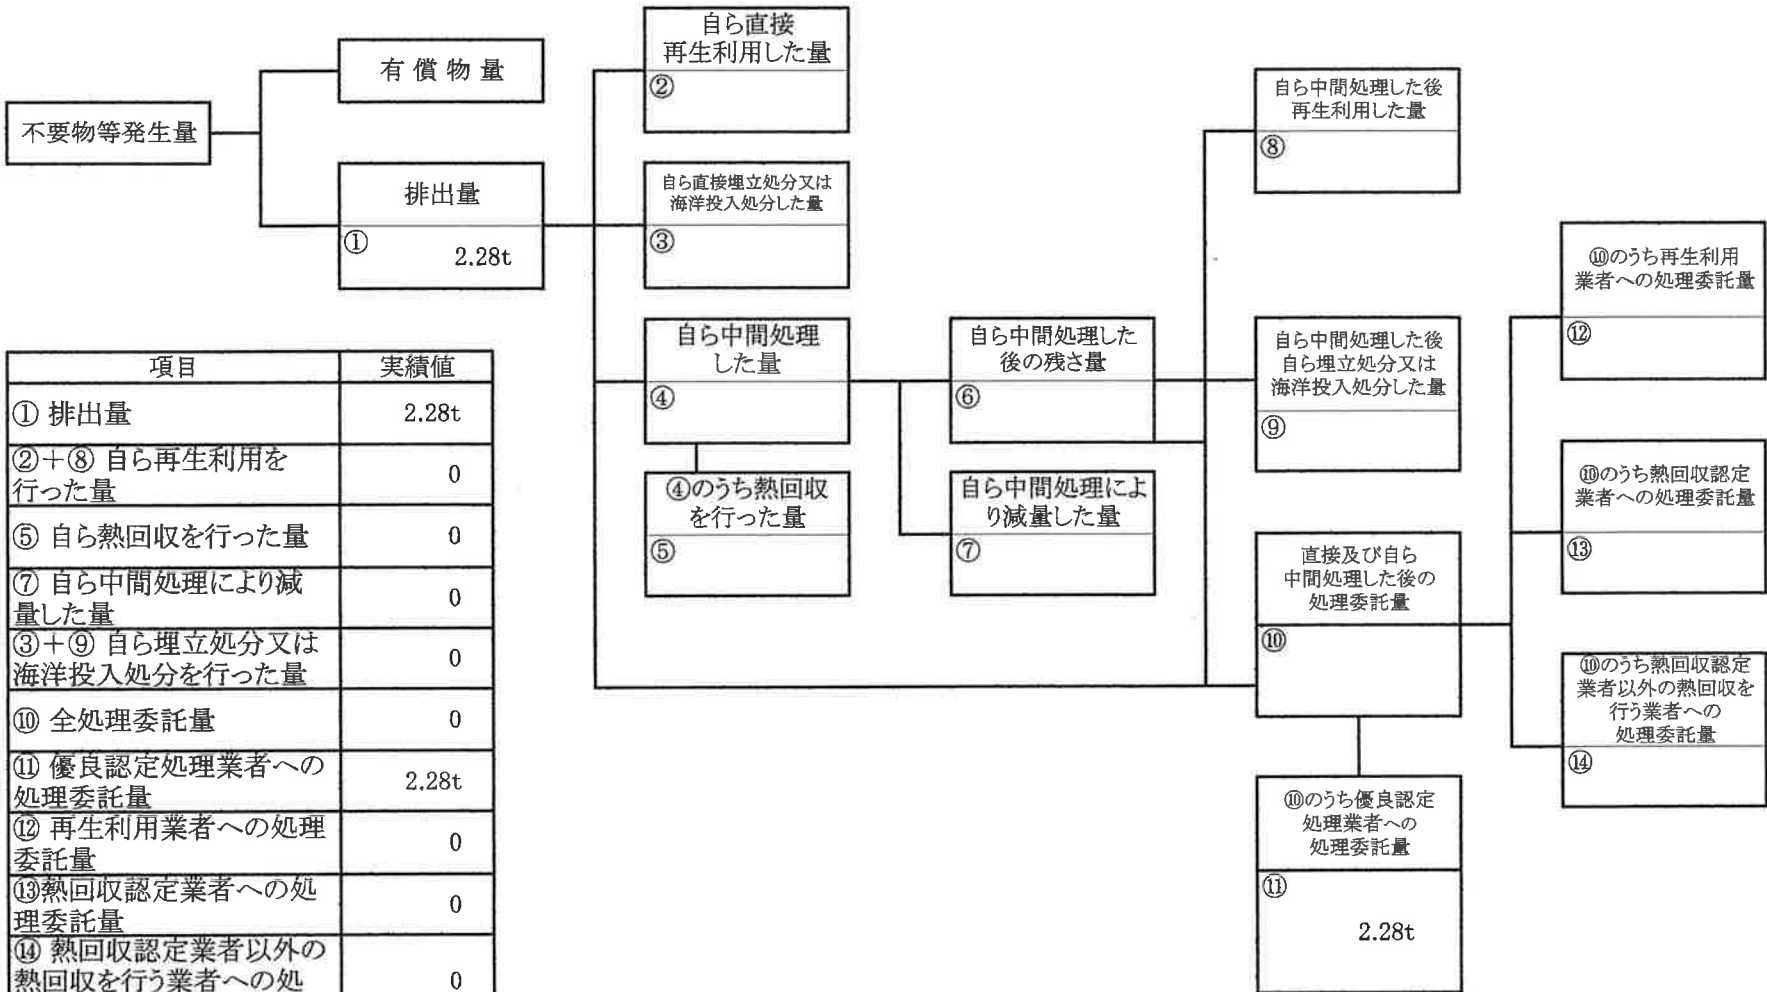 不要物等発生量
有 償 物 量
排出量
①
2.28t
自ら直接
再生利用した量
②
自ら直接埋立処分又は
海洋投入処分した量
③
自ら中間処理
した量
④
④のうち熱回収
を行った量
⑤
自ら中間処理した
後の残さ量
⑥
自ら中間処理によ
り減量した量
⑦
自ら中間処理した後
再生利用した量
⑧
自ら中間処理した後
自ら埋立処分又は
海洋投入処分した量
⑨
直接及び自ら
中間処理した後の
処理委託量
⑩
⑩のうち優良認定
処理業者への
処理委託量
⑪
2.28t
⑩のうち再生利用
業者への処理委託量
⑫
⑩のうち熱回収認定
業者への処理委託量
⑬
⑩のうち熱回収認定
業者以外の熱回収を
行う業者への
処理委託量
⑭
項目 実績値
① 排出量 2.28t
②＋⑧ 自ら再生利用を
行った量 0
⑤ 自ら熱回収を行った量 0
⑦ 自ら中間処理により減
量した量 0
③＋⑨ 自ら埋立処分又は
海洋投入処分を行った量 0
⑩ 全処理委託量 0
⑪ 優良認定処理業者への
処理委託量 2.28t
⑫ 再生利用業者への処理
委託量 0
⑬熱回収認定業者への処
理委託量 0
⑭ 熱回収認定業者以外の
熱回収を行う業者への処 0